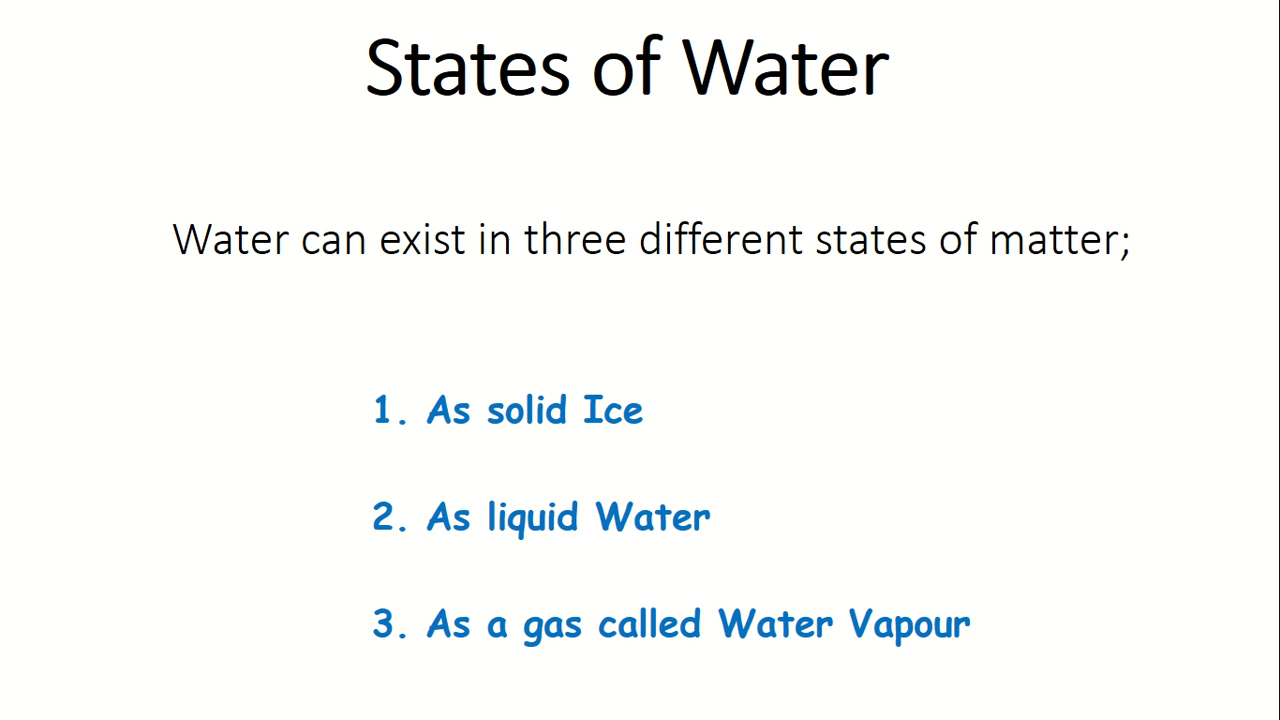 States of Water
Water can exist in three different states of matter;
1. As solid Ice
2. As liquid Water
3. As a gas called Water Vapour